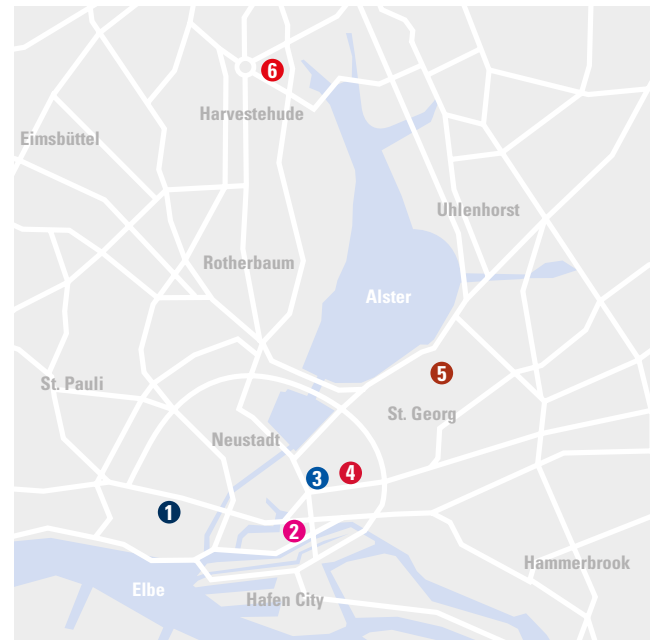 6
Harvestehude
Eimsbüttel
Uhlenhorst
Rotherbaum
Alster
5
St. Pauli
St. Georg
Neustadt
4
3
1
2
Hammerbrook
Elbe
Hafen City